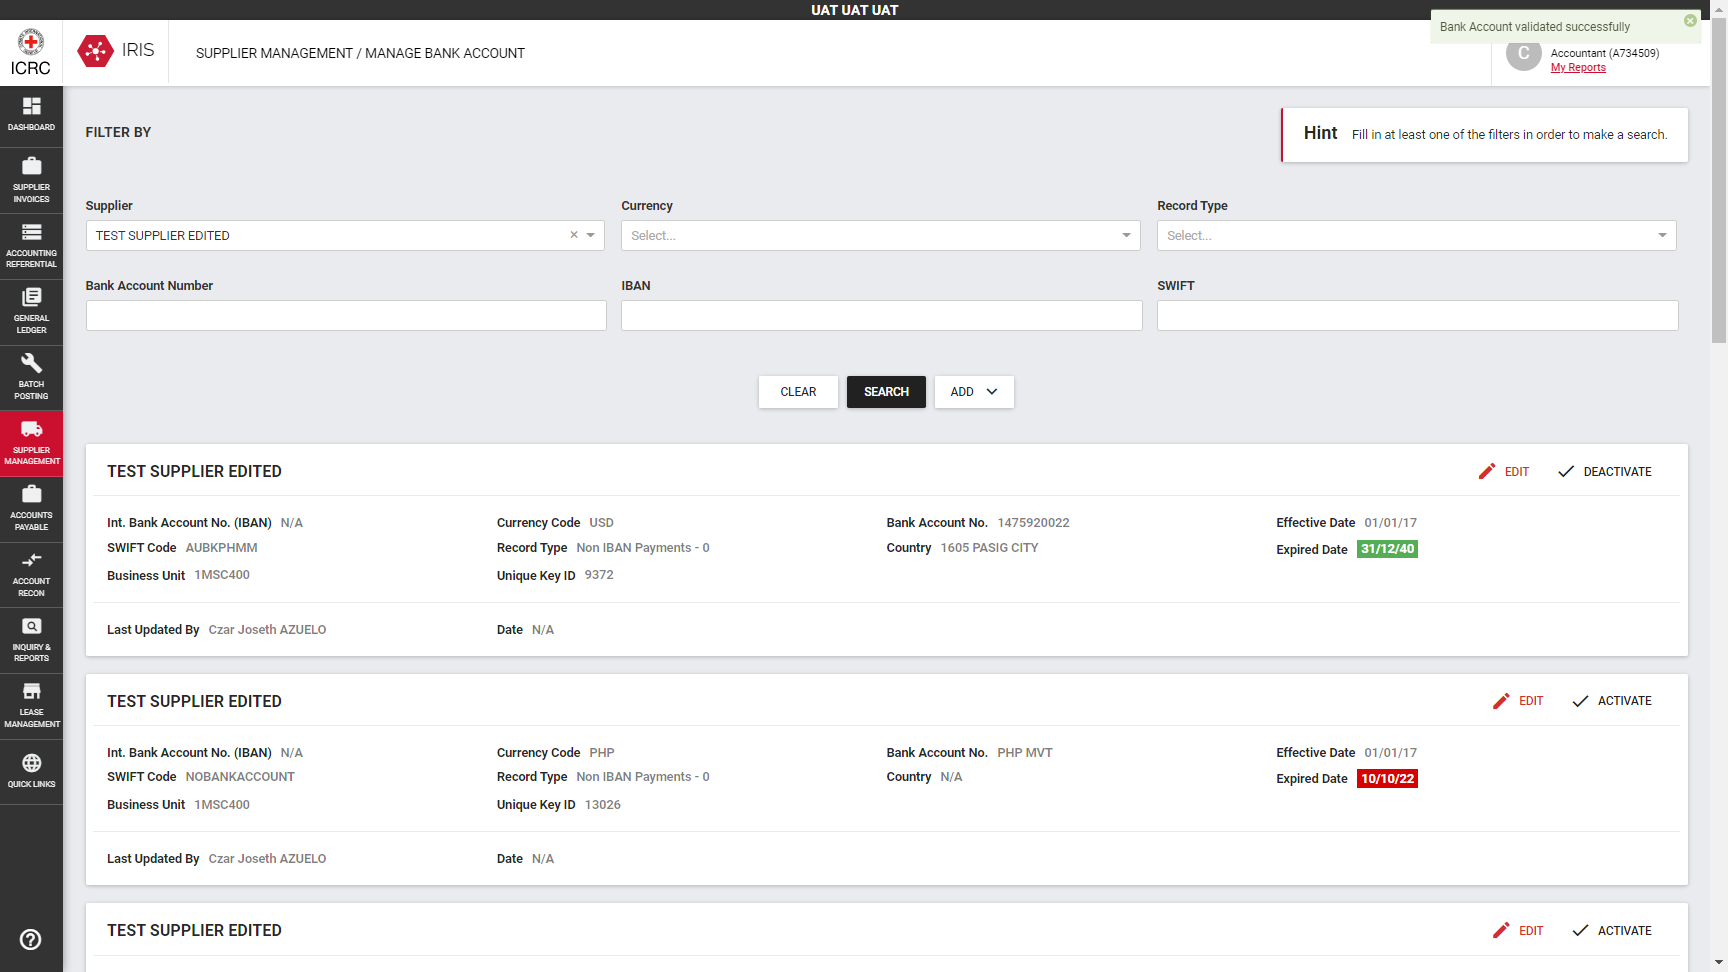 UAT UAT UAT
Bank Account validated successfully
ICRC
IRIS
SUPPLIER MANAGEMENT / MANAGE BANK ACCOUNT
C
Accountant (A734509)
My Reports
DASHBOARD
SUPPLIER
INVOICES
ACCOUNTING
REFERENTIAL
GENERAL
LEDGER
BATCH
POSTING
SUPPLIER
MANAGEMENT
ACCOUNTS
PAYABLE
ACCOUNT
RECON
INQUIRY &
REPORTS
LEASE
MANAGEMENT
QUICK LINKS
FILTER BY
Hint Fill in at least one of the filters in order to make a search.
Supplier Currency Record Type
TEST SUPPLIER EDITED × Select... Select...
Bank Account Number IBAN SWIFT
CLEAR SEARCH ADD
TEST SUPPLIER EDITED EDIT DEACTIVATE
Int. Bank Account No. (IBAN) N/A Currency Code USD Bank Account No. 1475920022 Effective Date 01/01/17
SWIFT Code AUBKPHMM Record Type Non IBAN Payments - 0 Country 1605 PASIG CITY Expired Date 31/12/40
Business Unit 1MSC400 Unique Key ID 9372
Last Updated By Czar Joseth AZUELO Date N/A
TEST SUPPLIER EDITED EDIT ACTIVATE
Int. Bank Account No. (IBAN) N/A Currency Code PHP Bank Account No. PHP MVT Effective Date 01/01/17
SWIFT Code NOBANKACCOUNT Record Type Non IBAN Payments - 0 Country N/A Expired Date 10/10/22
Business Unit 1MSC400 Unique Key ID 13026
Last Updated By Czar Joseth AZUELO Date N/A
TEST SUPPLIER EDITED EDIT ACTIVATE